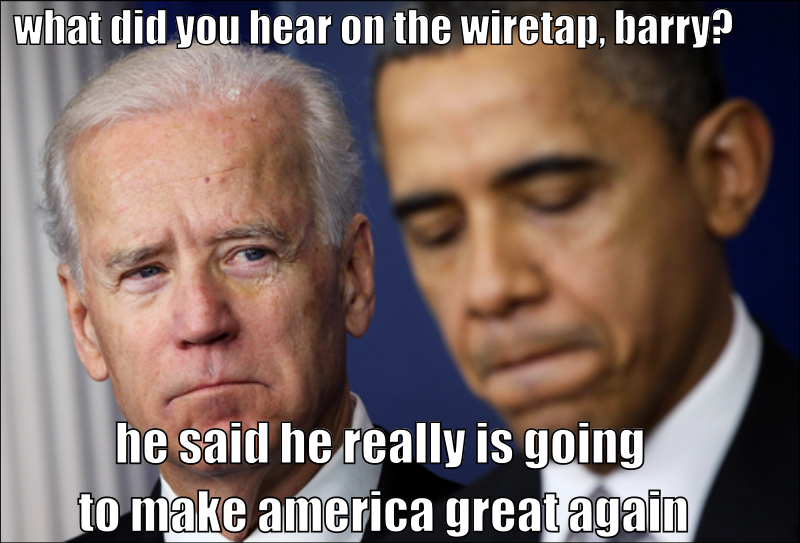 what did you hear on the wiretap, barry?
he said he really is going
to make america great again